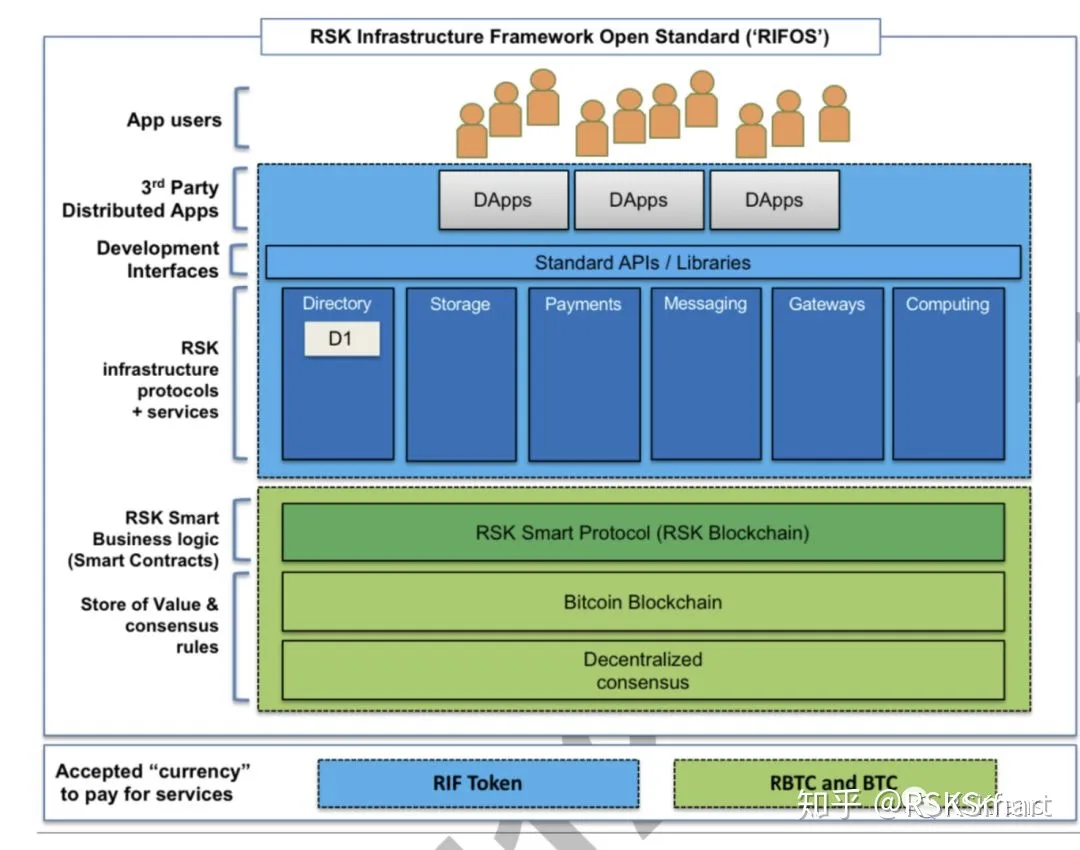 RSK Infrastructure Framework Open Standard (‘RIFOS’)
App users
3rd Party
Distributed Apps
DApps
DApps
DApps
Development
Interfaces
Standard APIs / Libraries
RSK
infrastructure
protocols
+ services
Directory
D1
Storage
Payments
Messaging
Gateways
Computing
RSK Smart
Business logic
(Smart Contracts)
RSK Smart Protocol (RSK Blockchain)
Store of Value &
consensus
rules
Bitcoin Blockchain
Decentralized
consensus
Accepted “currency”
to pay for services
RIF Token
RBTC and BTC
知乎 @RSKSmart